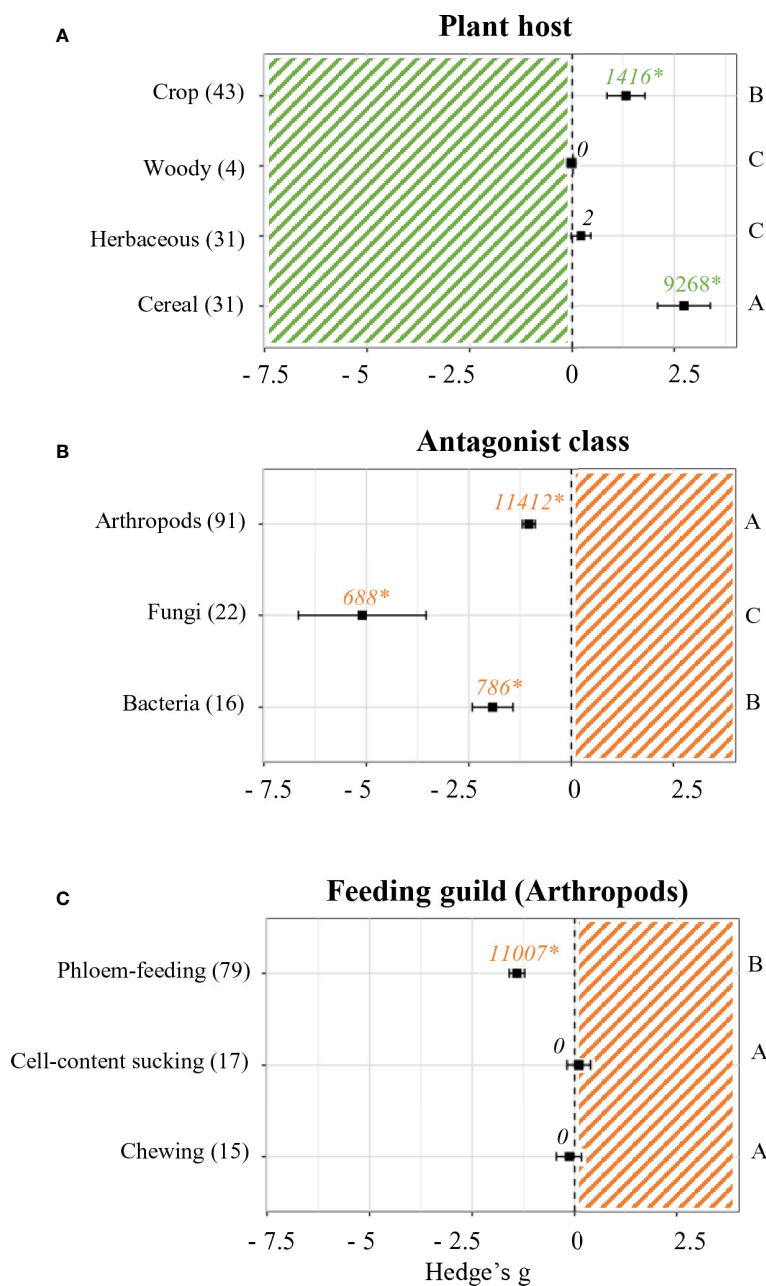 A
Plant host
Crop (43)
1416*
B
Woody (4)
0
C
Herbaceous (31)
2
C
Cereal (31)
9268*
A
- 7.5 - 5 - 2.5 0 2.5
B
Antagonist class
Arthropods (91)
11412*
A
Fungi (22)
688*
C
Bacteria (16)
786*
B
- 7.5 - 5 - 2.5 0 2.5
C
Feeding guild (Arthropods)
Phloem-feeding (79)
11007*
B
Cell-content sucking (17)
0
A
Chewing (15)
0
A
- 7.5 - 5 - 2.5 0 2.5
Hedge’s g